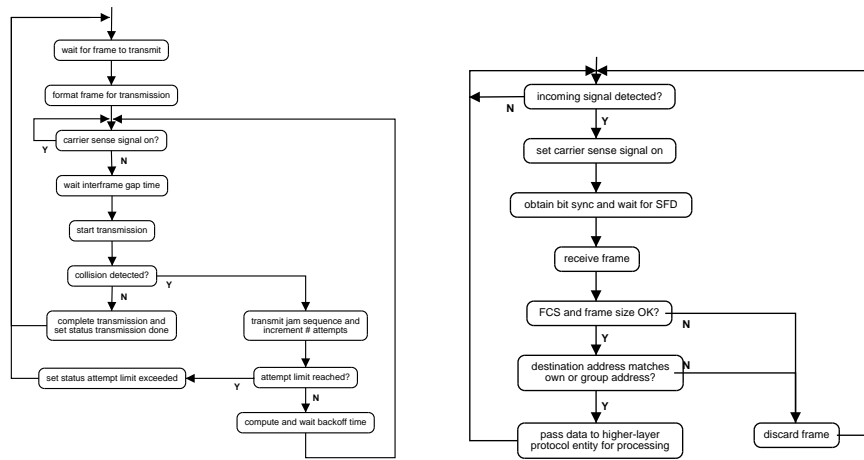 wait for frame to transmit
format frame for transmission
carrier sense signal on?
Y
N
wait interframe gap time
start transmission
collision detected?
Y
N
complete transmission and
set status transmission done
transmit jam sequence and
increment # attempts
set status attempt limit exceeded
Y
attempt limit reached?
N
compute and wait backoff time
incoming signal detected?
N
Y
set carrier sense signal on
obtain bit sync and wait for SFD
receive frame
FCS and frame size OK?
N
Y
destination address matches
own or group address?
N
Y
pass data to higher-layer
protocol entity for processing
discard frame